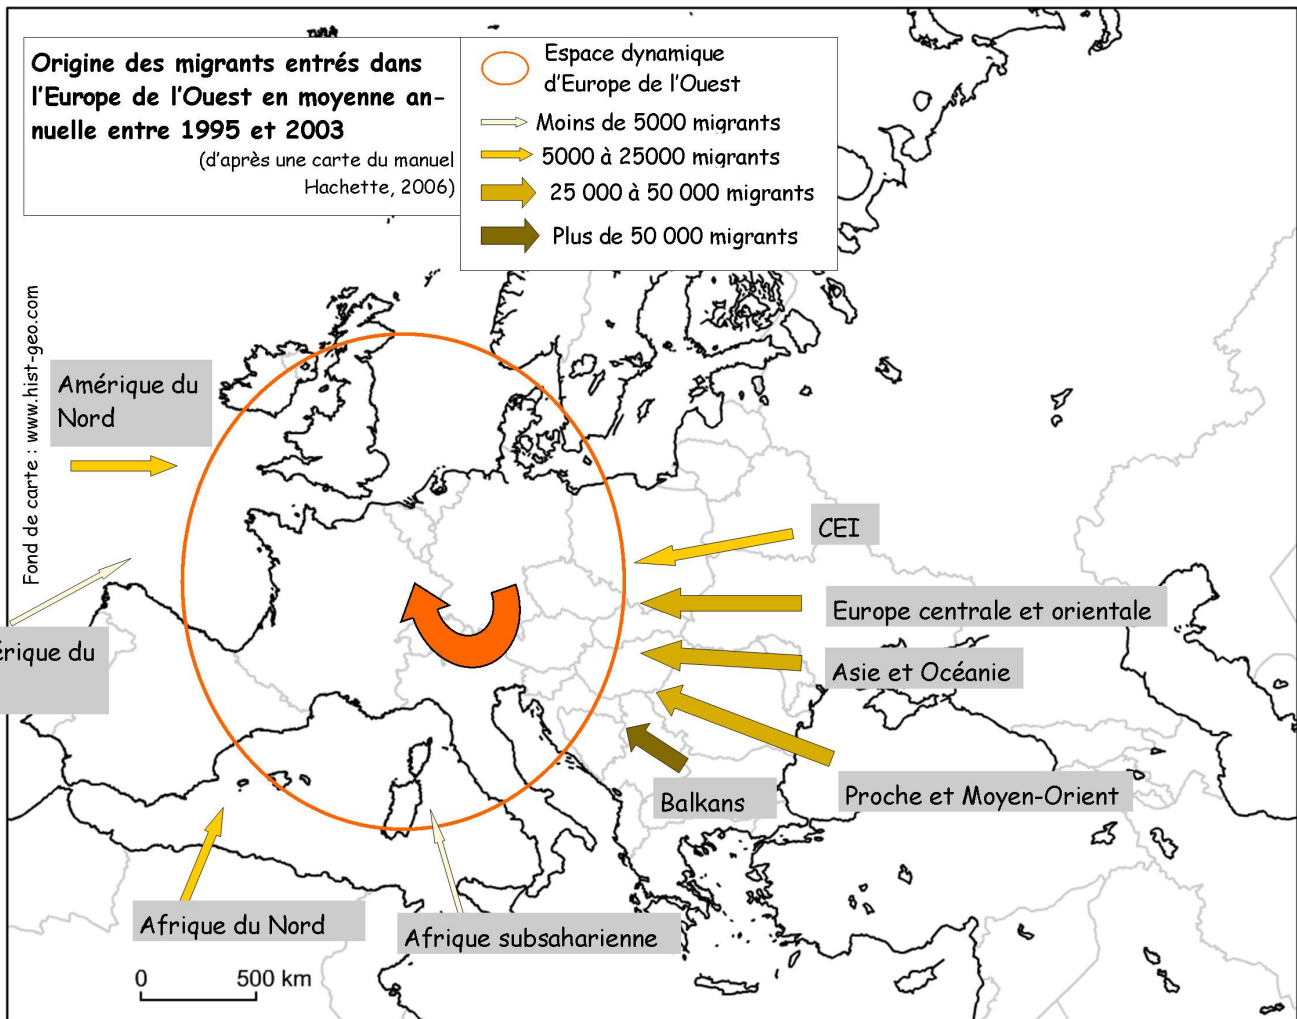 Origine des migrants entrés dans
l'Europe de l'Ouest en moyenne an-
nuelle entre 1995 et 2003
(d'après une carte du manuel
Hachette, 2006)
Espace dynamique
d'Europe de l'Ouest
Moins de 5000 migrants
5000 à 25000 migrants
25 000 à 50 000 migrants
Plus de 50 000 migrants
Fond de carte : www.hist-geo.com
Amérique du
Nord
CEI
Europe centrale et orientale
érique du
Asie et Océanie
Balkans
Proche et Moyen-Orient
Afrique du Nord
Afrique subsaharienne
0 500 km